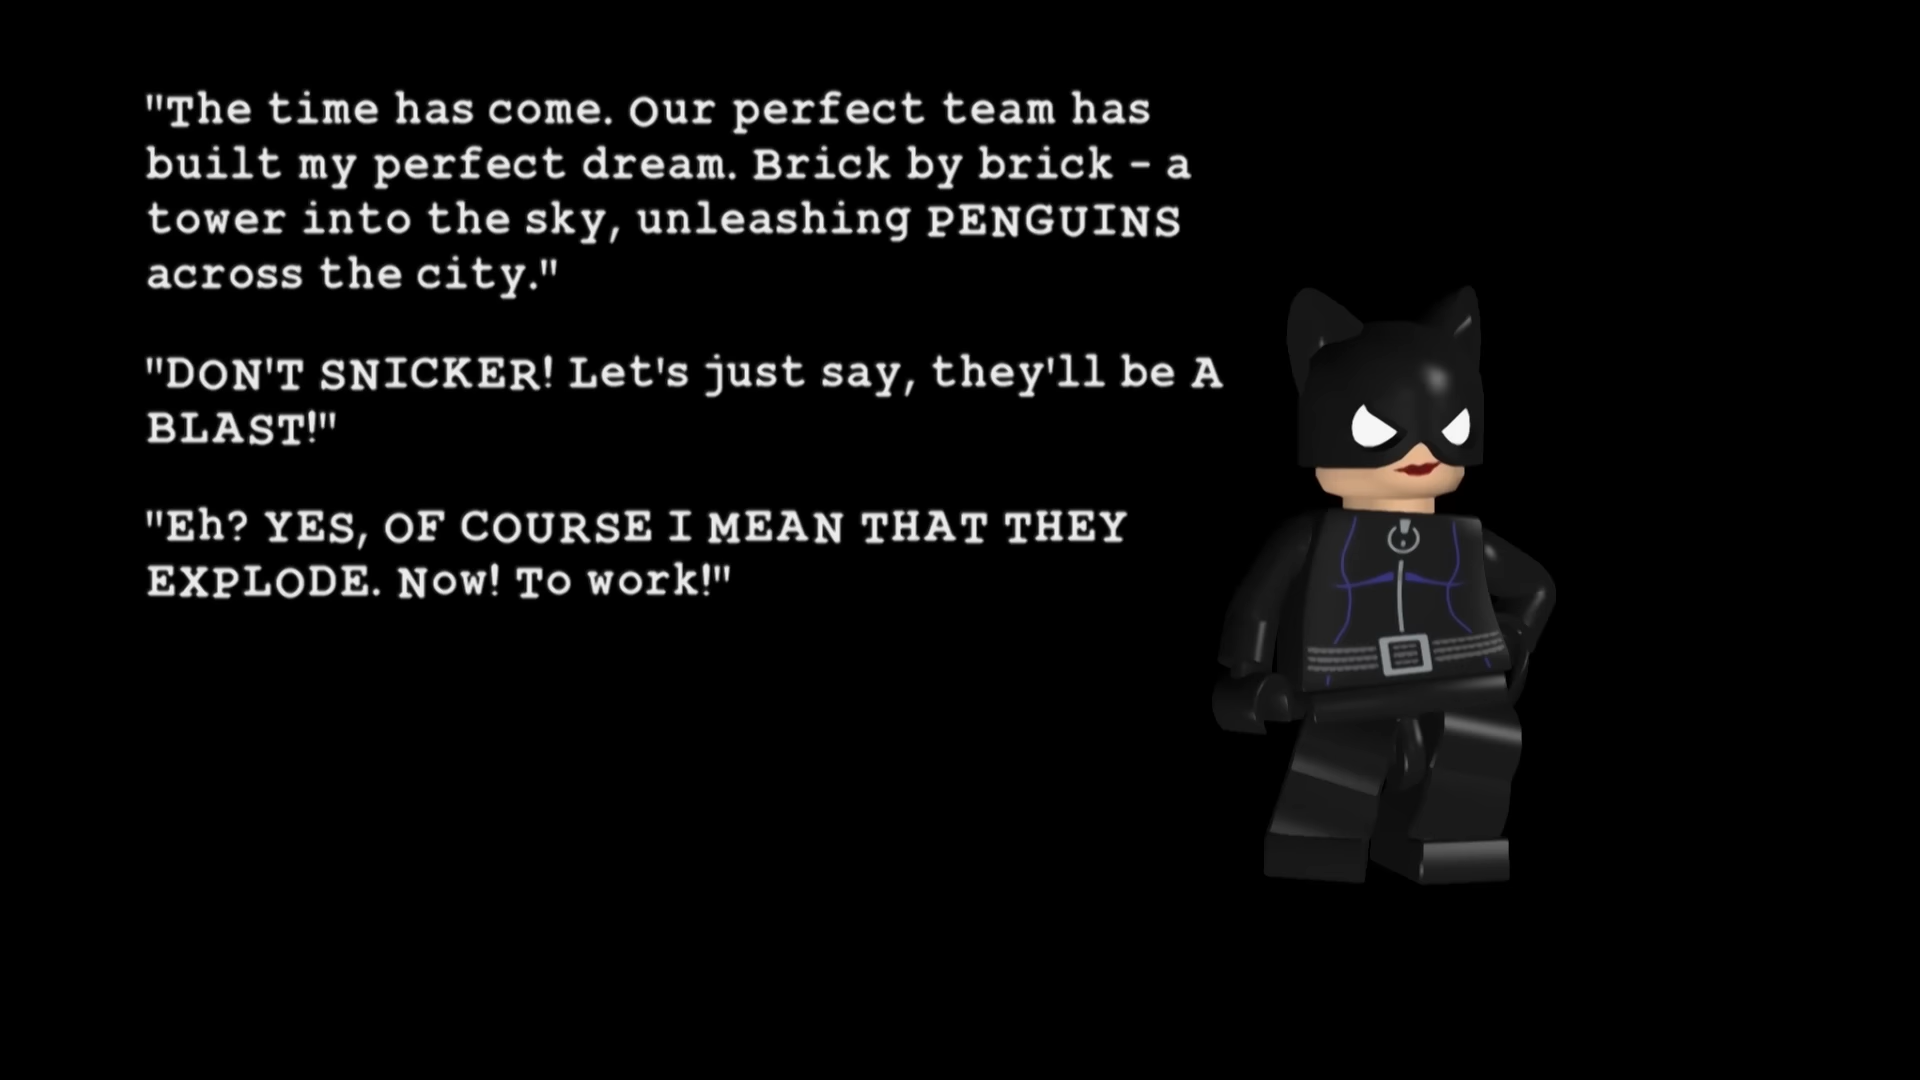 "The time has come. Our perfect team has
built my perfect dream. Brick by brick - a
tower into the sky, unleashing PENGUINS
across the city."
"DON'T SNICKER! Let's just say, they'll be A
BLAST!"
"Eh? YES, OF COURSE I MEAN THAT THEY
EXPLODE. Now! To work!"